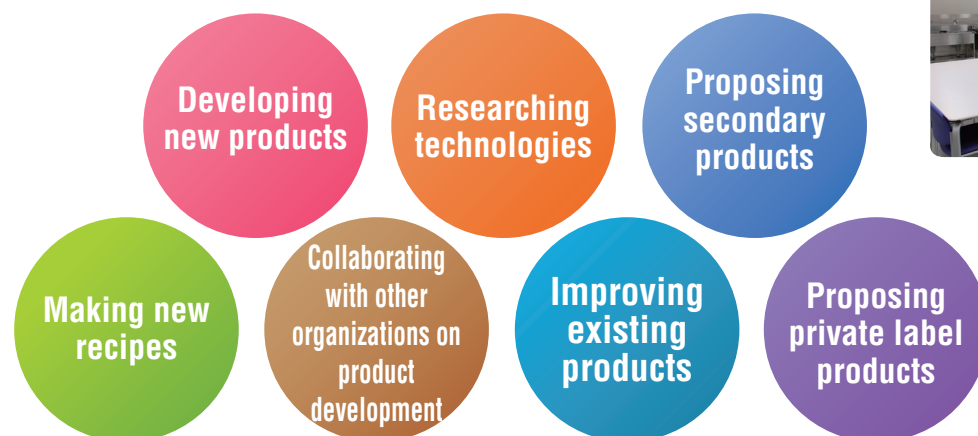 Developing
new products
Researching
technologies
Proposing
secondary
products
Making new
recipes
Collaborating
with other
organizations on
product
development
Improving
existing
products
Proposing
private label
products